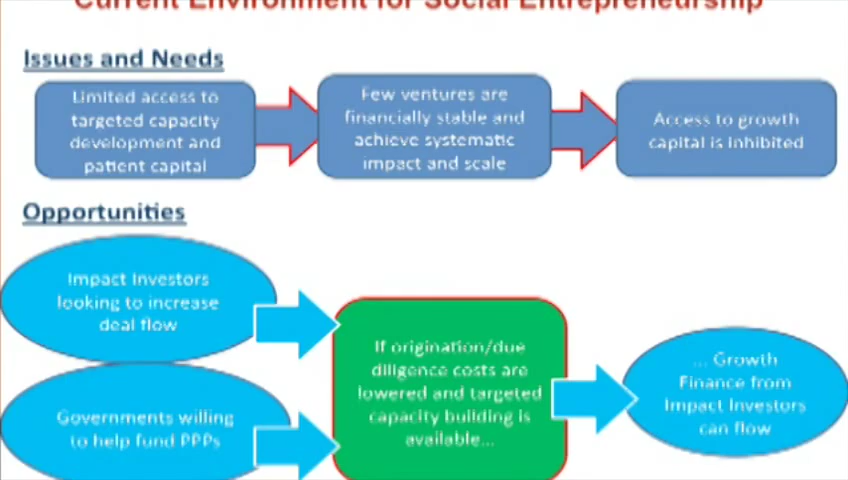 Current Environment for Social Entrepreneurship
Issues and Needs
Limited access to
targeted capacity
development and
patient capital
Few ventures are
financially stable and
achieve systematic
impact and scale
Access to growth
capital is inhibited
Opportunities
Impact Investors
looking to increase
deal flow
Governments willing
to help fund PPPs
If origination/due
diligence costs are
lowered and targeted
capacity building is
available...
... Growth
Finance from
Impact Investors
can flow